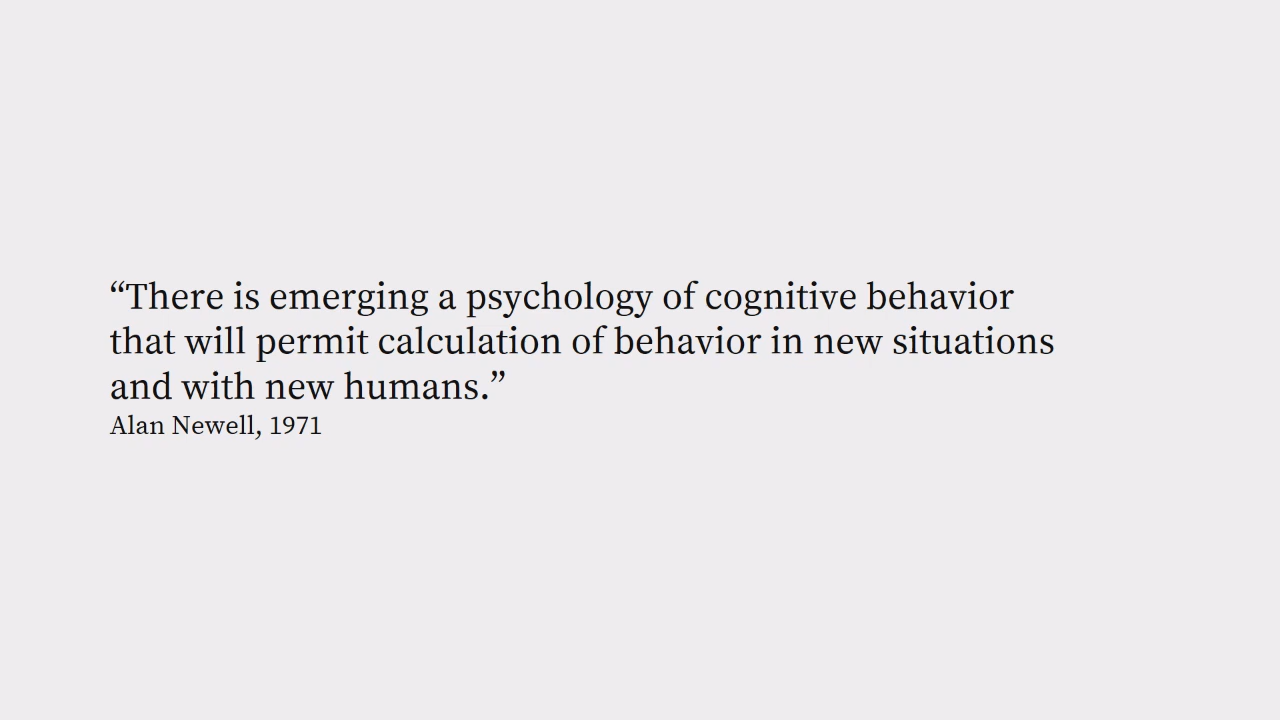 “There is emerging a psychology of cognitive behavior
that will permit calculation of behavior in new situations
and with new humans.”
Alan Newell, 1971